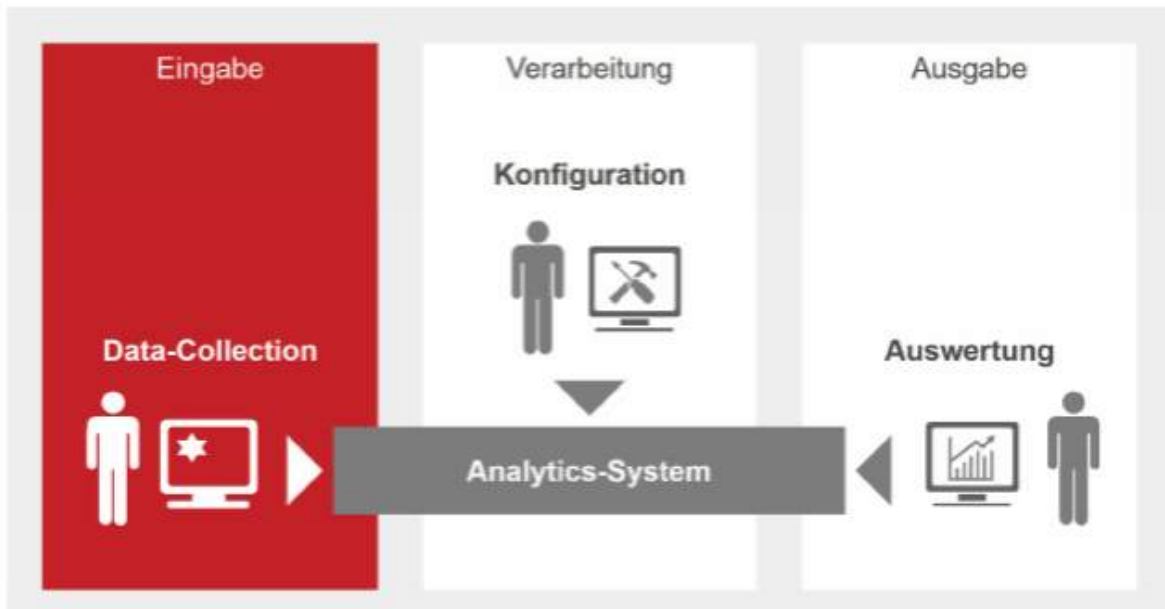 Eingabe
Verarbeitung
Ausgabe
Konfiguration
Data-Collection
Auswertung
Analytics-System